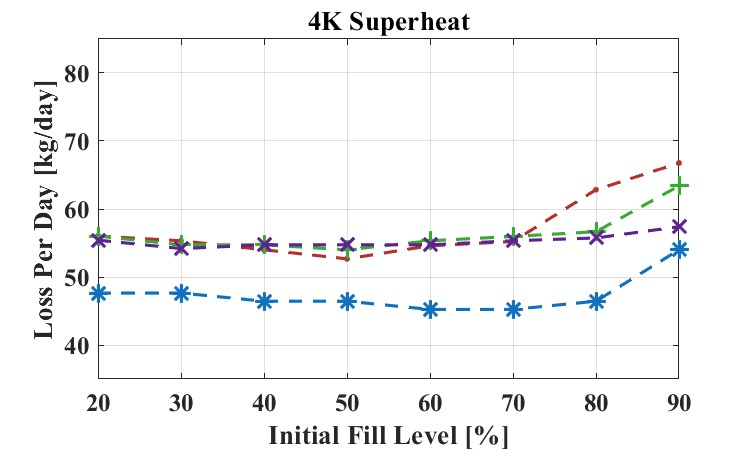 4K Superheat
Loss Per Day [kg/day]
80
70
60
50
40
20 30 40 50 60 70 80 90
Initial Fill Level [%]